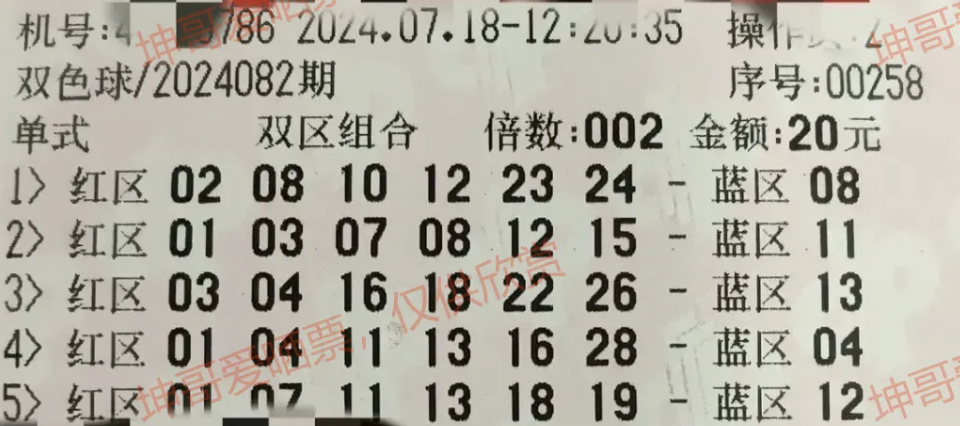 机号:4 786 2024.07.18-12:20:35 操作员:2
双色球/2024082期 序号:00258
单式 双区组合 倍数:002 金额:20元
1> 红区 02 08 10 12 23 24 - 蓝区 08
2> 红区 01 03 07 08 12 15 - 蓝区 11
3> 红区 03 04 16 18 22 26 - 蓝区 13
4> 红区 01 04 11 13 16 28 - 蓝区 04
5> 红区 01 07 11 13 18 19 - 蓝区 12
坤哥爱晒票，仅供欣赏
坤哥
坤哥